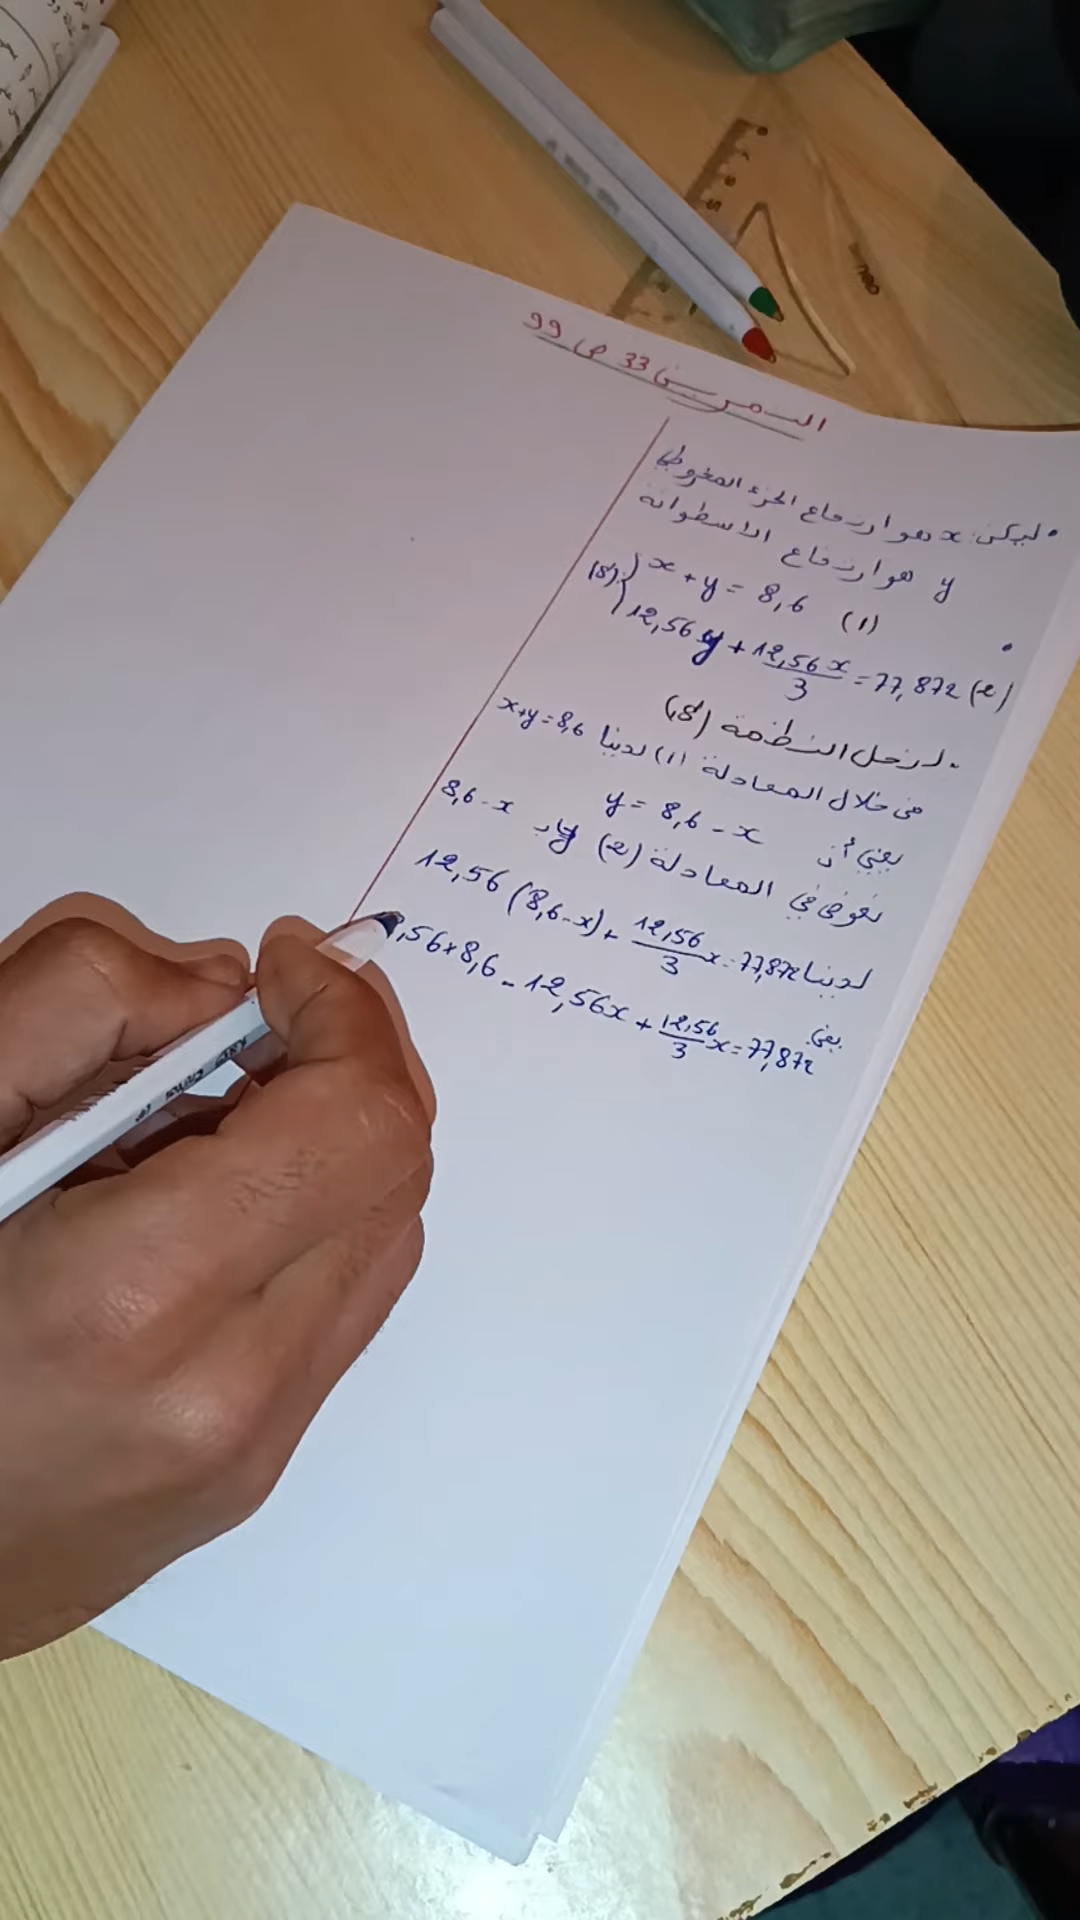 التمرين 33 ص 99
• ليكن x هو ارتفاع الجزء المخروطي
y هو ارتفاع الاسطوانة
(S): { x + y = 8,6 (1)
12,56 y + 12,56 x / 3 = 77,872 (2)
• لنحل النظمة (S)
من خلال المعادلة (1) لدينا x+y=8,6
يعني أن y = 8,6 - x
نعوض في المعادلة (2) y بـ 8,6 - x
لدينا 12,56 (8,6 - x) + 12,56 / 3 x = 77,872
يعني ,56 x 8,6 - 12,56x + 12,56 / 3 x = 77,872